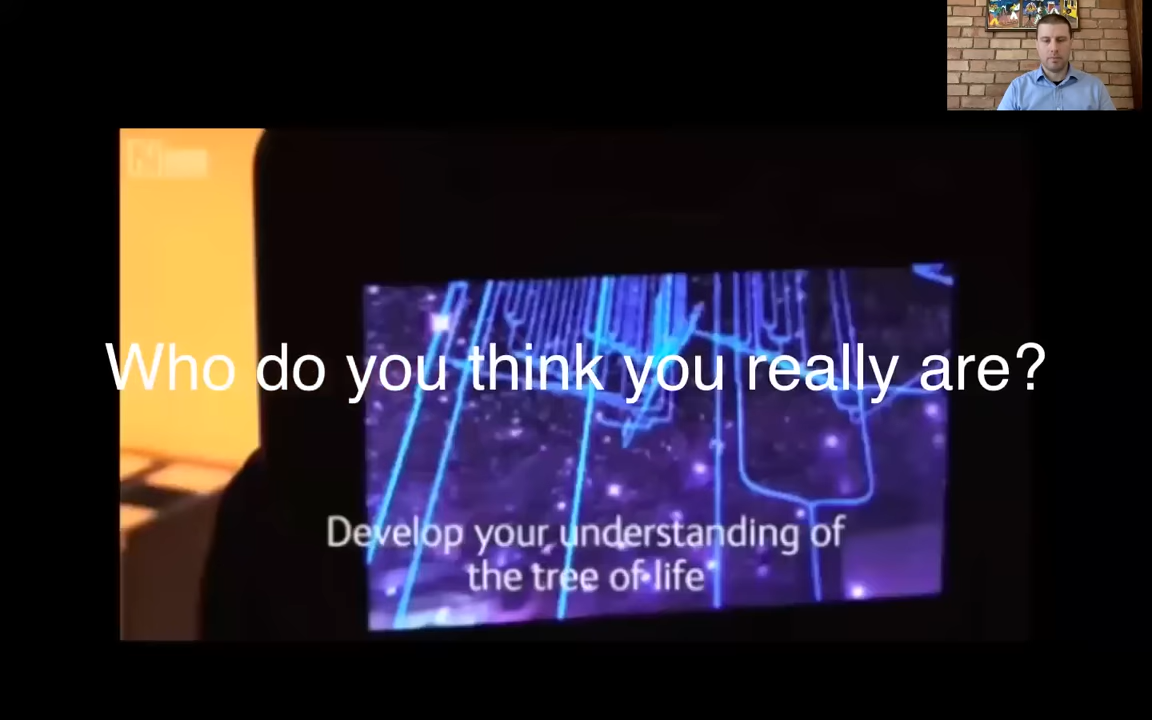 Who do you think you really are?
Develop your understanding of
the tree of life